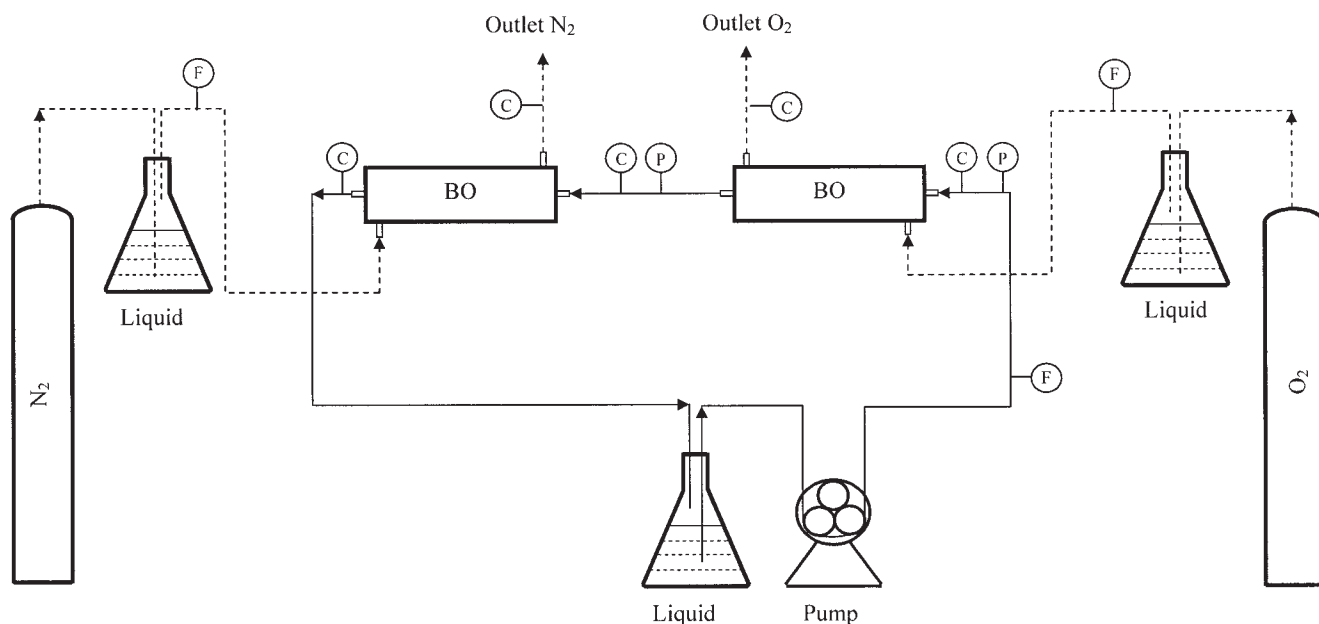 Outlet N₂
Outlet O₂
F
F
C
C
C
C
P
C
P
BO
BO
Liquid
Liquid
N₂
O₂
F
Liquid
Pump